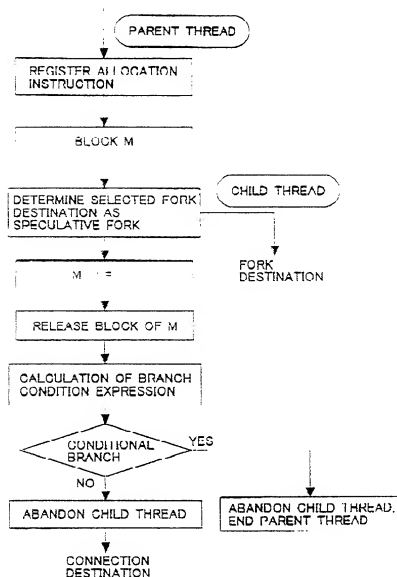 PARENT THREAD
REGISTER ALLOCATION
INSTRUCTION
BLOCK M
CHILD THREAD
DETERMINE SELECTED FORK
DESTINATION AS
SPECULATIVE FORK
FORK
DESTINATION
M =
RELEASE BLOCK OF M
CALCULATION OF BRANCH
CONDITION EXPRESSION
CONDITIONAL
BRANCH
YES
NO
ABANDON CHILD THREAD
ABANDON CHILD THREAD,
END PARENT THREAD
CONNECTION
DESTINATION